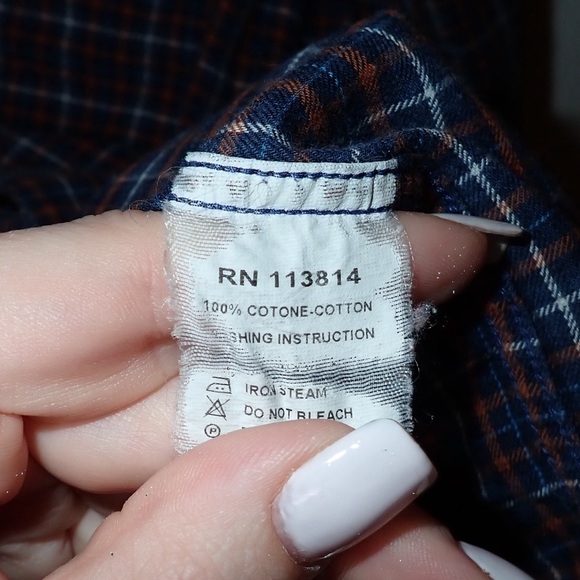 RN 113814
100% COTONE-COTTON
SHING INSTRUCTION
IRON STEAM
DO NOT BLEACH
P